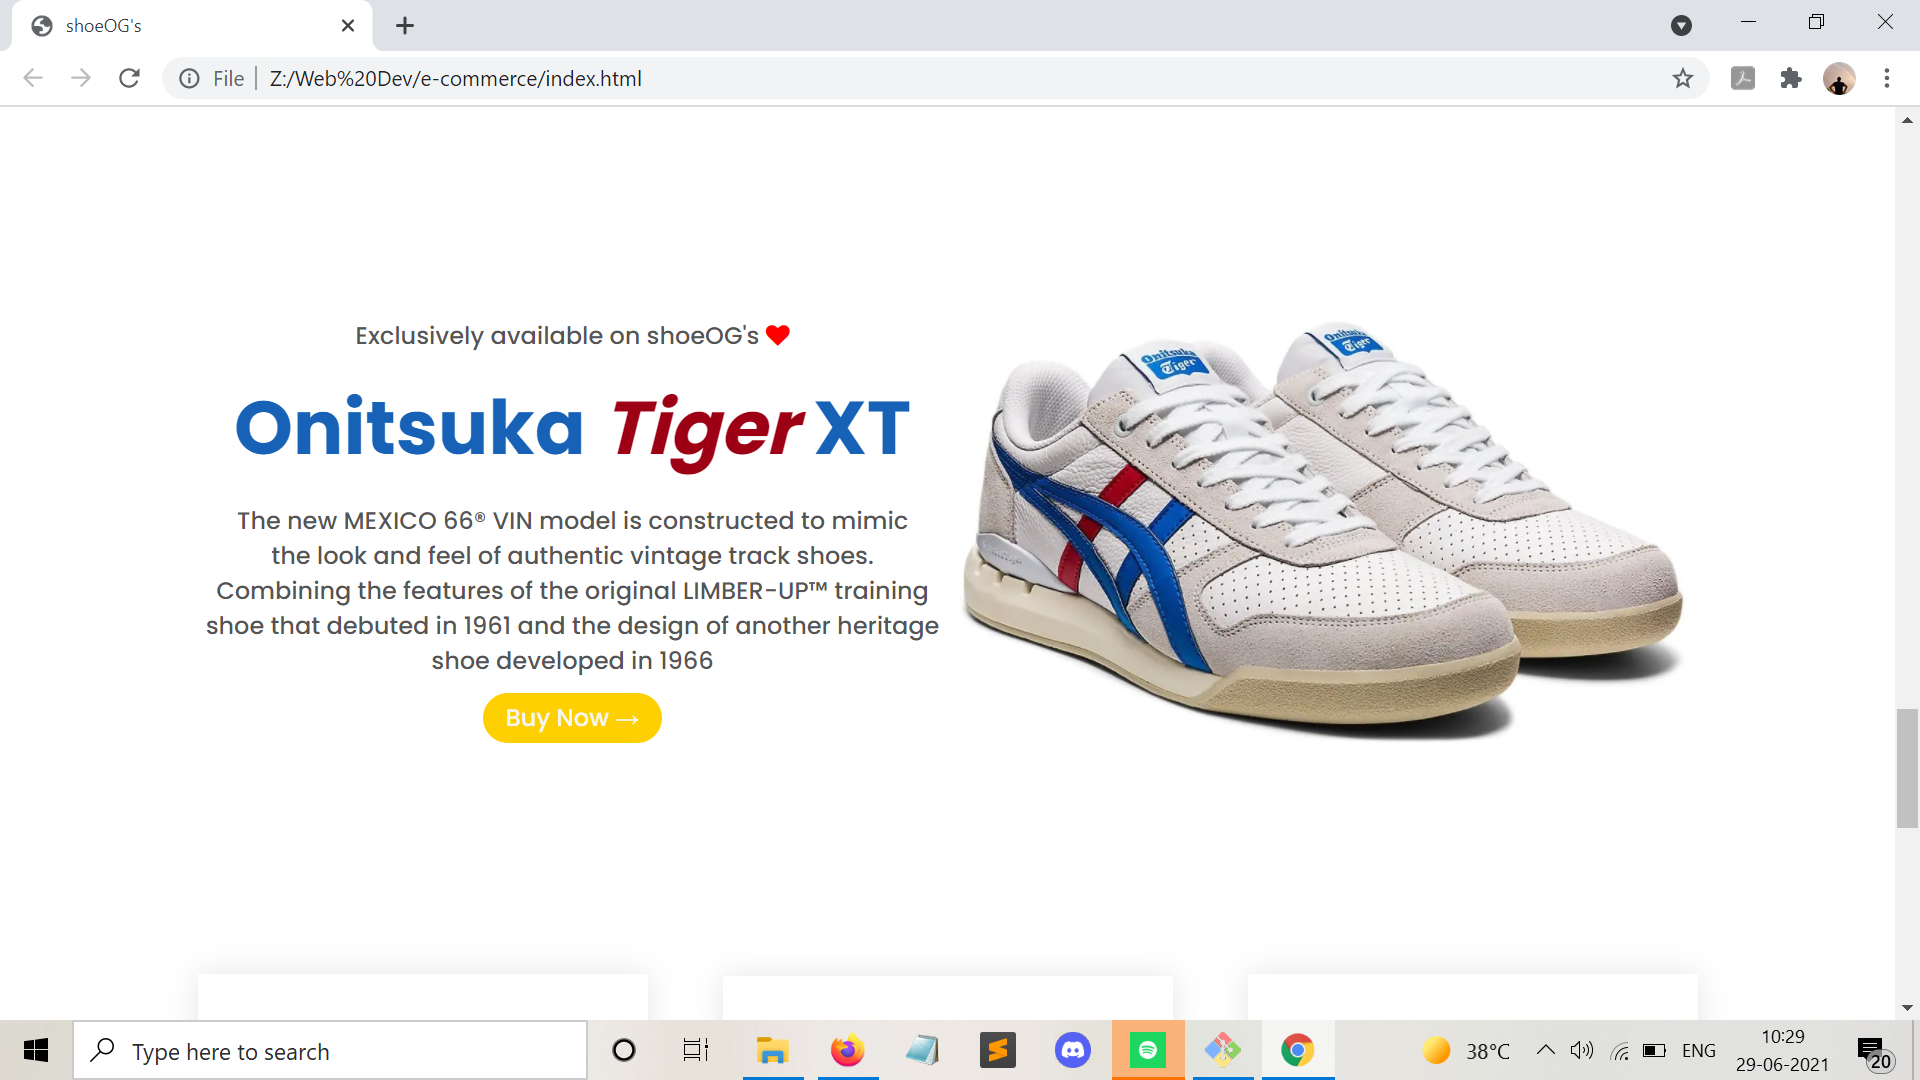 shoeOG's
File
Z:/Web%20Dev/e-commerce/index.html
Exclusively available on shoeOG's
Onitsuka Tiger XT
The new MEXICO 66® VIN model is constructed to mimic
the look and feel of authentic vintage track shoes.
Combining the features of the original LIMBER-UP™ training
shoe that debuted in 1961 and the design of another heritage
shoe developed in 1966
Buy Now →
Onitsuka
Tiger
Onitsuka
Tiger
Type here to search
38°C
ENG
10:29
29-06-2021
20